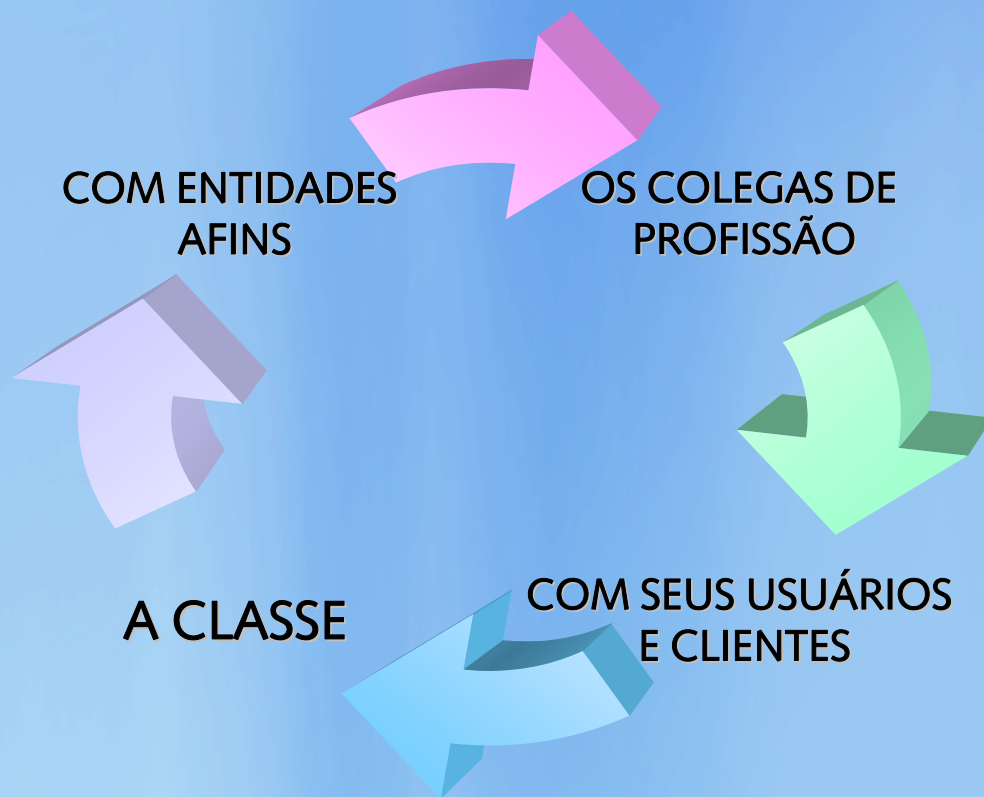 COM ENTIDADES
AFINS
OS COLEGAS DE
PROFISSÃO
COM SEUS USUÁRIOS
E CLIENTES
A CLASSE